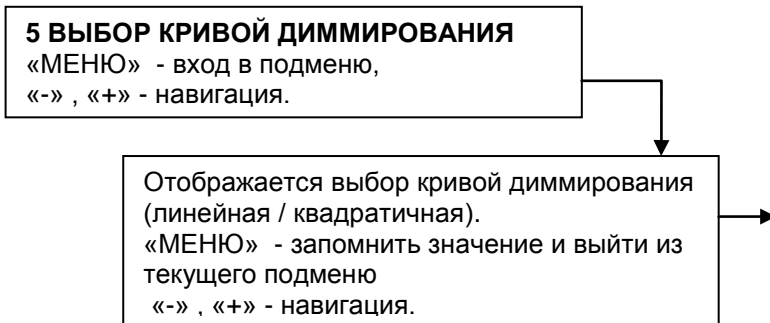 5 ВЫБОР КРИВОЙ ДИММИРОВАНИЯ
«МЕНЮ» - вход в подменю,
«-» , «+» - навигация.
Отображается выбор кривой диммирования
(линейная / квадратичная).
«МЕНЮ» - запомнить значение и выйти из
текущего подменю
«-» , «+» - навигация.